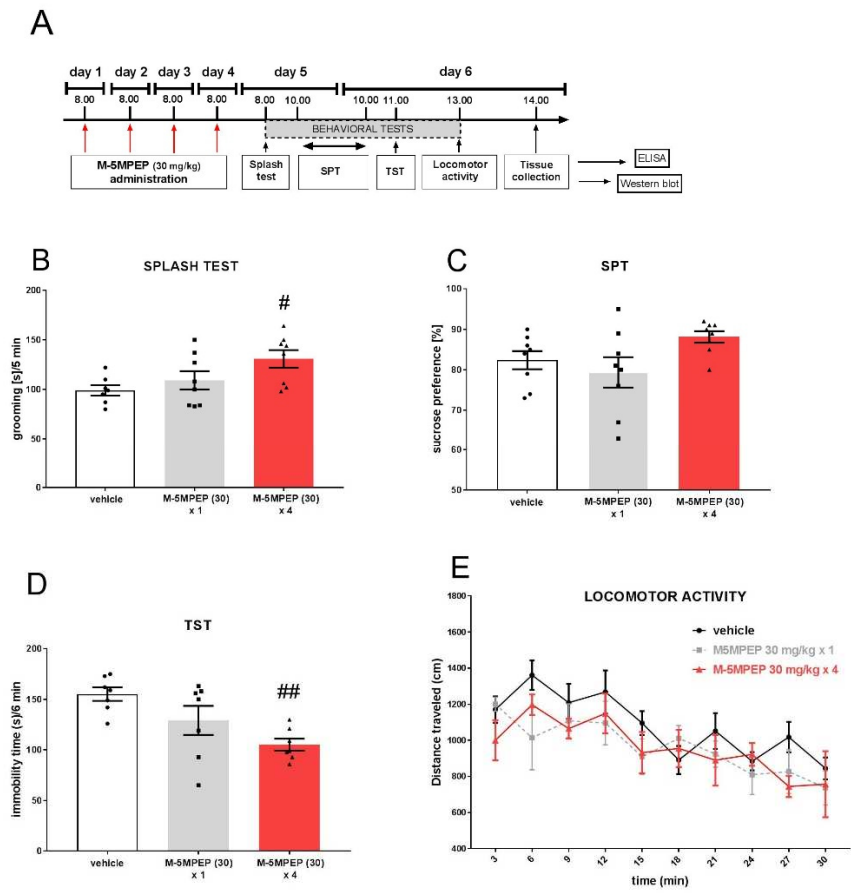 A
day 1 day 2 day 3 day 4 day 5 day 6
8.00 8.00 8.00 8.00 8.00 10.00 10.00 11.00 13.00 14.00
BEHAVIORAL TESTS
M-5MPEP (30 mg/kg)
administration
Splash
test
SPT
TST
Locomotor
activity
Tissue
collection
ELISA
Western blot
B
SPLASH TEST
#
grooming [s]/5 min
200
150
100
50
0
vehicle
M-5MPEP (30)
x 1
M-5MPEP (30)
x 4
C
SPT
sucrose preference [%]
100
90
80
70
60
50
vehicle
M-5MPEP (30)
x 1
M-5MPEP (30)
x 4
D
TST
##
immobility time (s)/6 min
200
150
100
50
0
vehicle
M-5MPEP (30)
x 1
M-5MPEP (30)
x 4
E
LOCOMOTOR ACTIVITY
vehicle
M5MPEP 30 mg/kg x 1
M-5MPEP 30 mg/kg x 4
Distance traveled (cm)
1800
1600
1400
1200
1000
800
600
400
3 6 9 12 15 18 21 24 27 30
time (min)